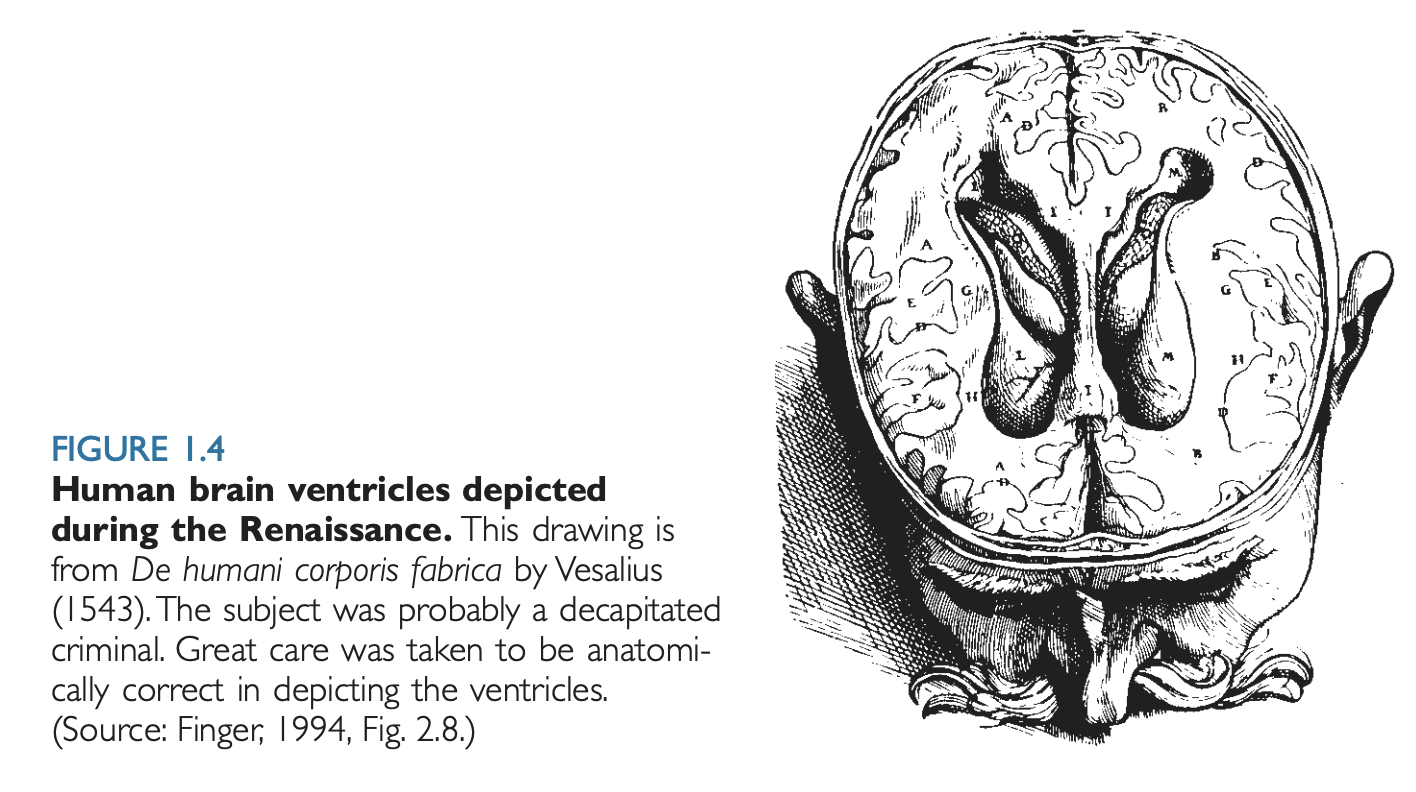 FIGURE 1.4
Human brain ventricles depicted
during the Renaissance. This drawing is
from De humani corporis fabrica by Vesalius
(1543). The subject was probably a decapitated
criminal. Great care was taken to be anatomi-
cally correct in depicting the ventricles.
(Source: Finger, 1994, Fig. 2.8.)
A
D
B
D
M
I
I
A
B
G
E
E
G
L
M
H
F
I
F
H
D
B
A
D